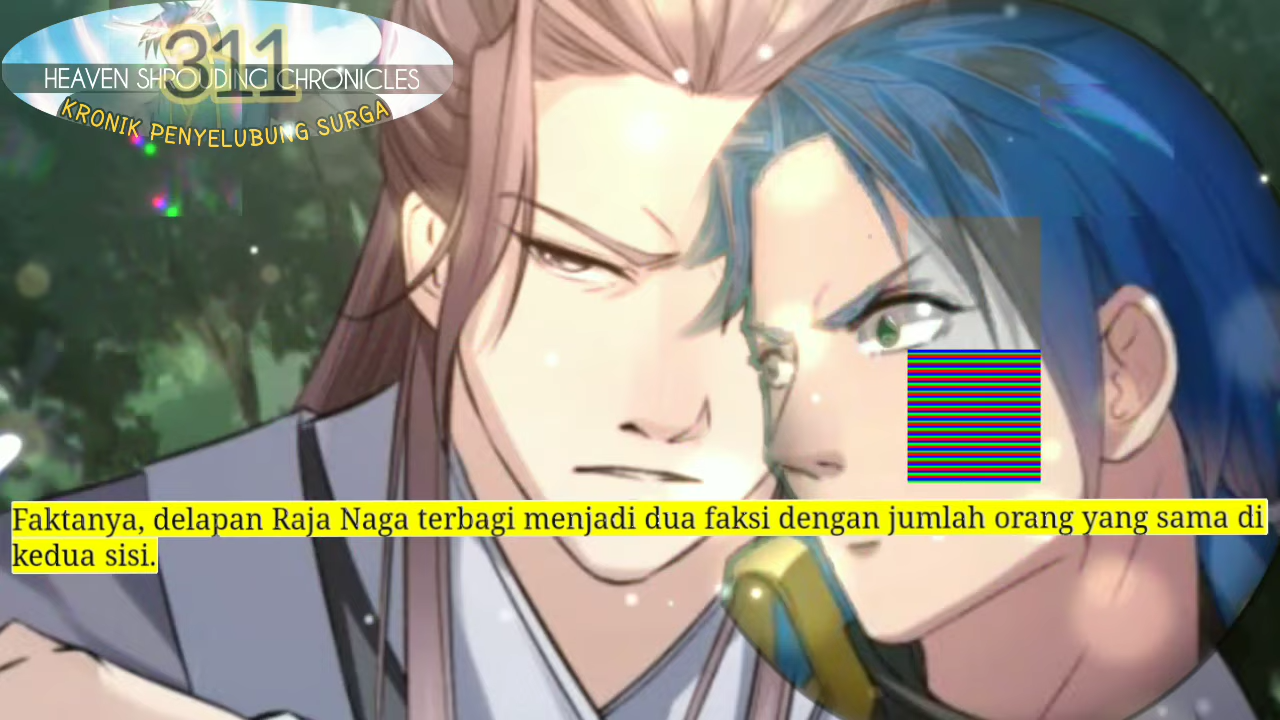 311
HEAVEN SHROUDING CHRONICLES
KRONIK PENYELUBUNG SURGA
Faktanya, delapan Raja Naga terbagi menjadi dua faksi dengan jumlah orang yang sama di
kedua sisi.